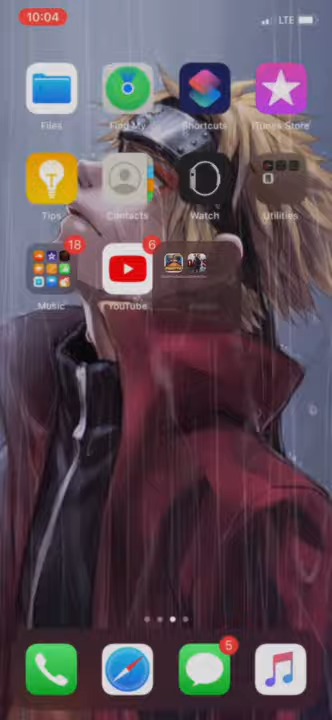 10:04
LTE
Files
Find My
Shortcuts
iTunes Store
Tips
Contacts
Watch
Utilities
18
6
Music
YouTube
5